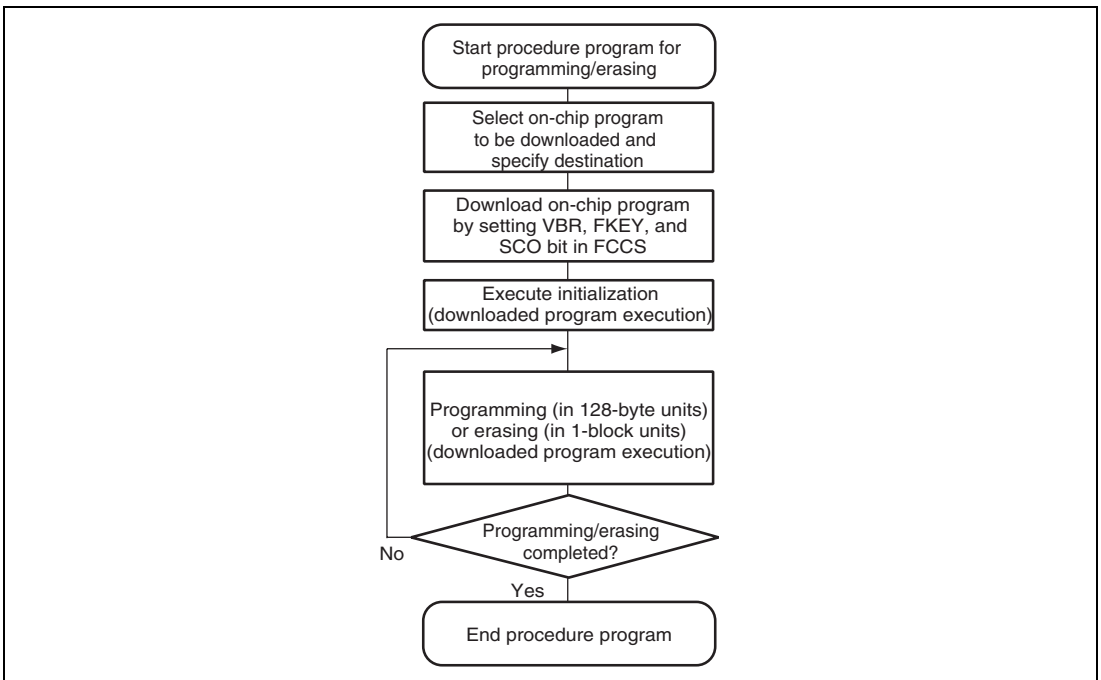 Start procedure program for
programming/erasing
Select on-chip program
to be downloaded and
specify destination
Download on-chip program
by setting VBR, FKEY, and
SCO bit in FCCS
Execute initialization
(downloaded program execution)
Programming (in 128-byte units)
or erasing (in 1-block units)
(downloaded program execution)
Programming/erasing
completed?
No
Yes
End procedure program